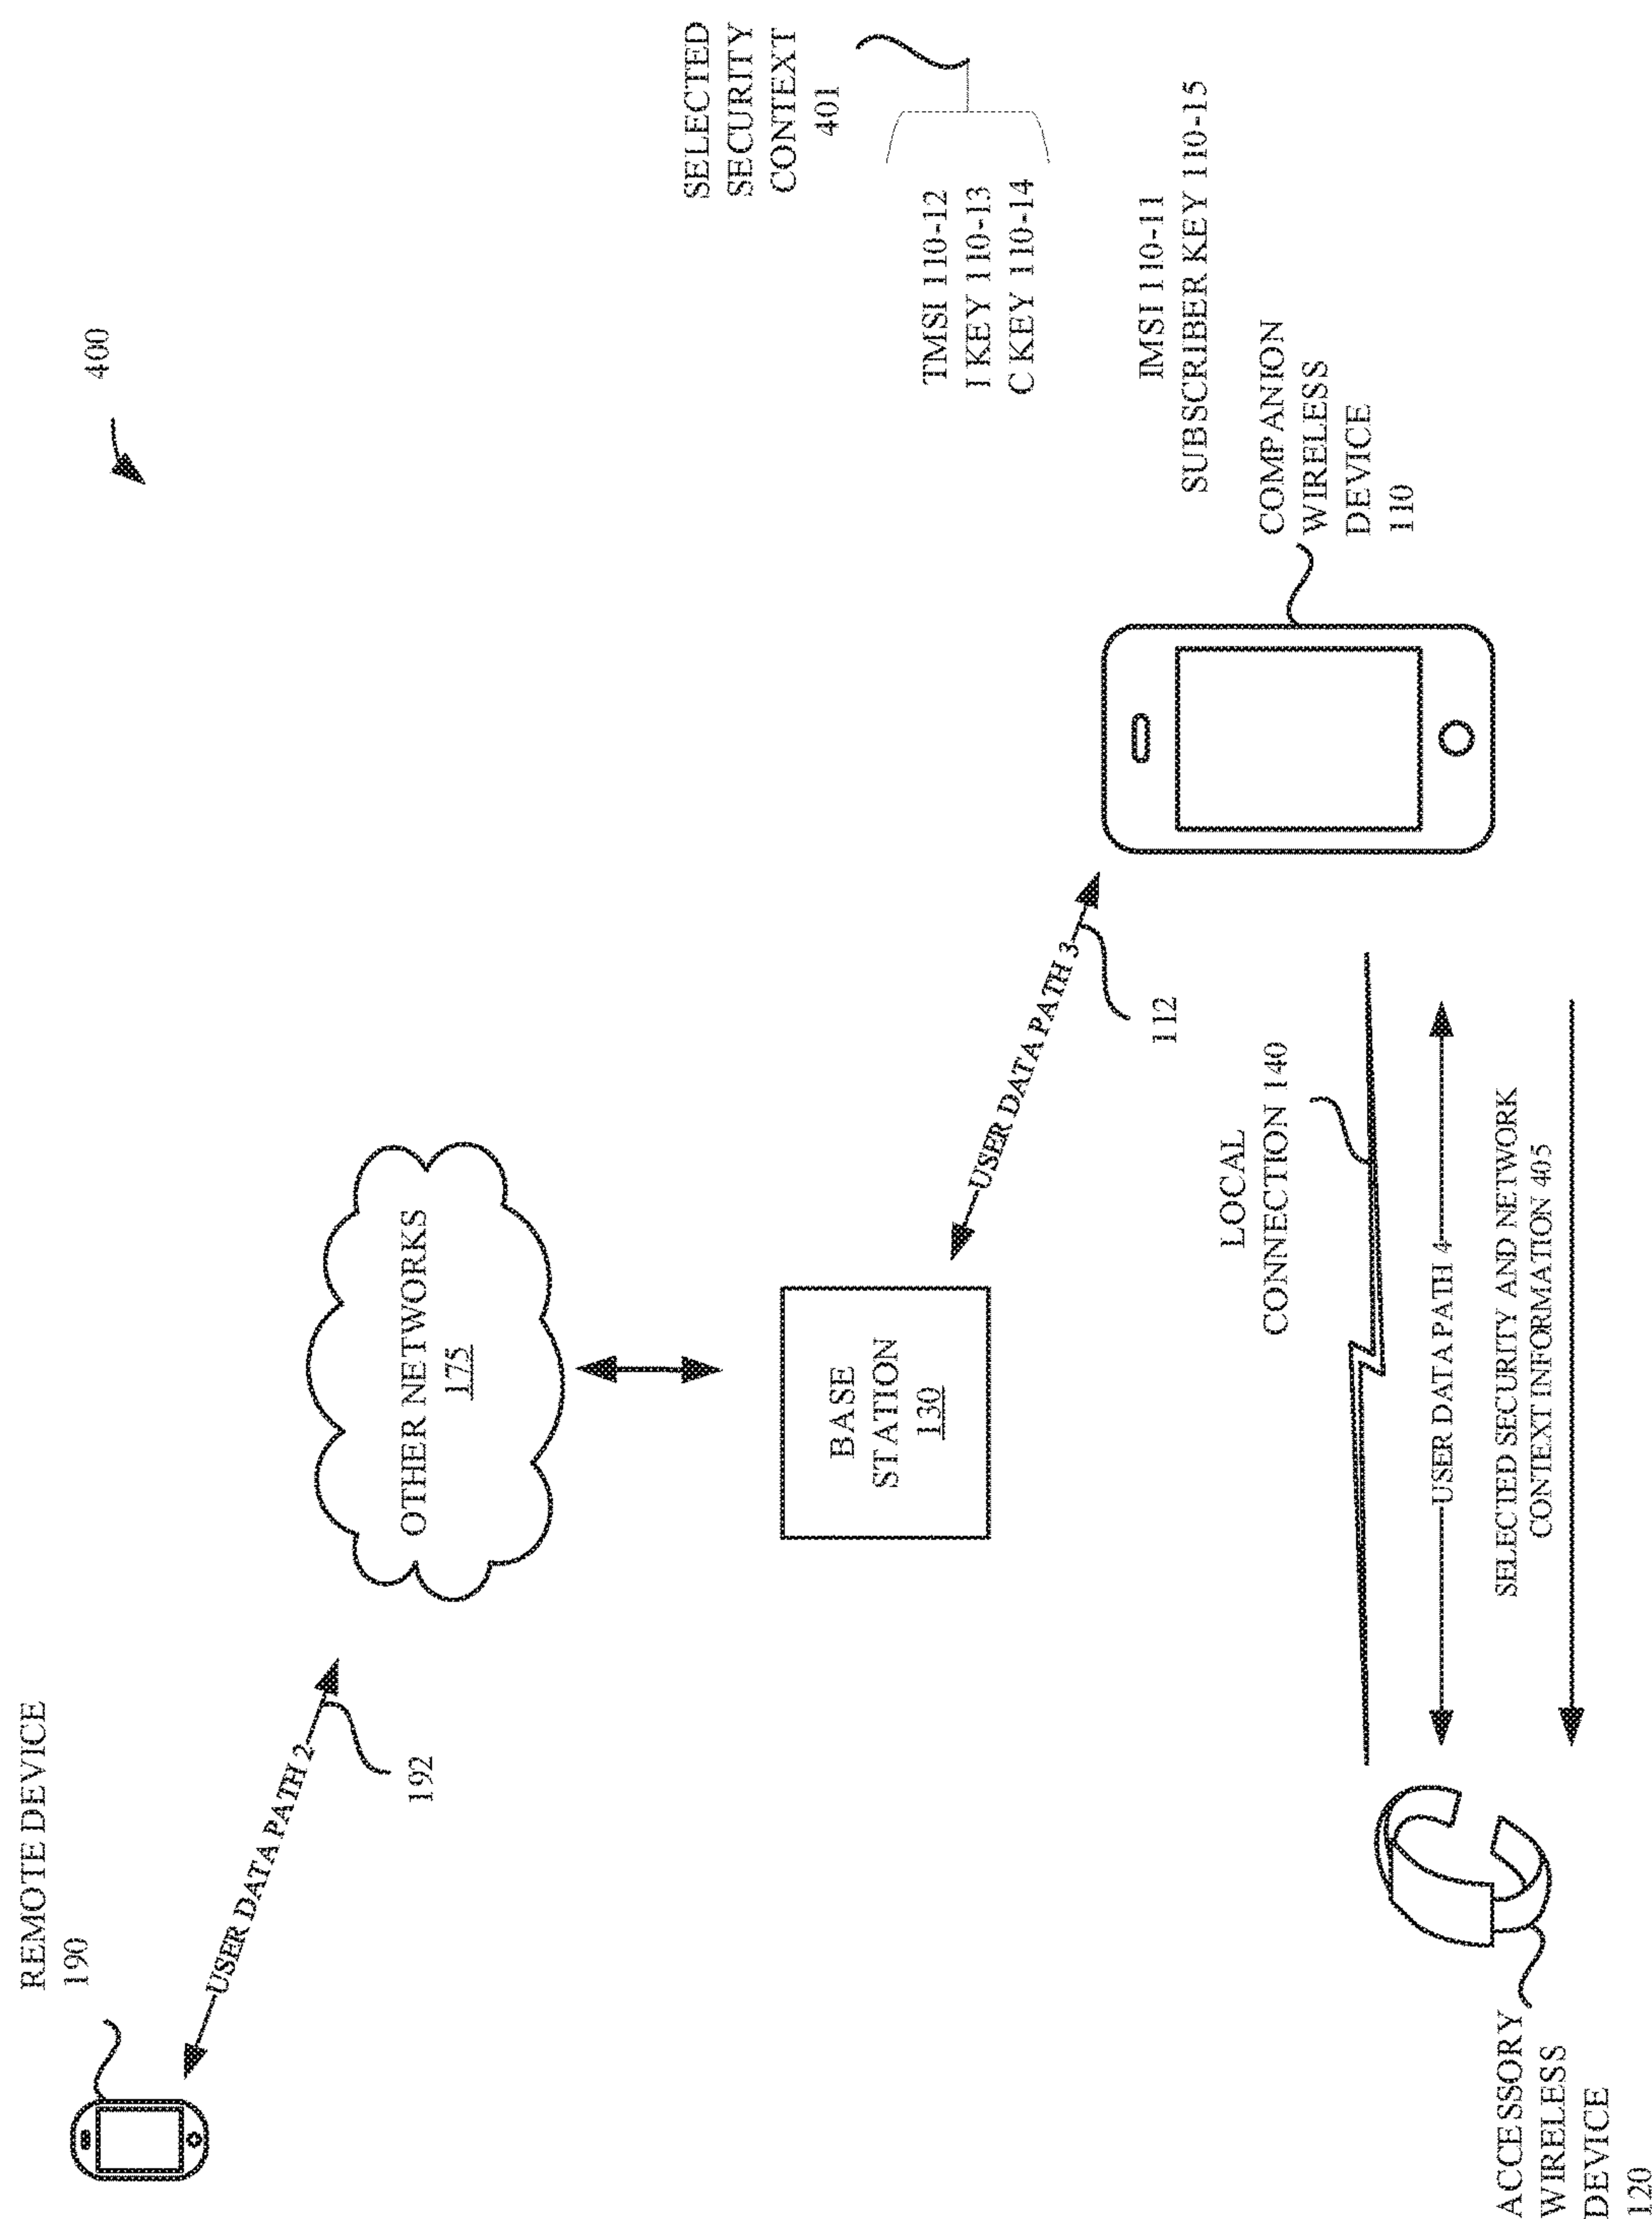 400
REMOTE DEVICE
190
USER DATA PATH 2
192
OTHER NETWORKS
175
BASE
STATION
130
USER DATA PATH 3
112
SELECTED
SECURITY
CONTEXT
401
TMSI 110-12
I KEY 110-13
C KEY 110-14
IMSI 110-11
SUBSCRIBER KEY 110-15
COMPANION
WIRELESS
DEVICE
110
LOCAL
CONNECTION 140
USER DATA PATH 4
SELECTED SECURITY AND NETWORK
CONTEXT INFORMATION 405
ACCESSORY
WIRELESS
DEVICE
120